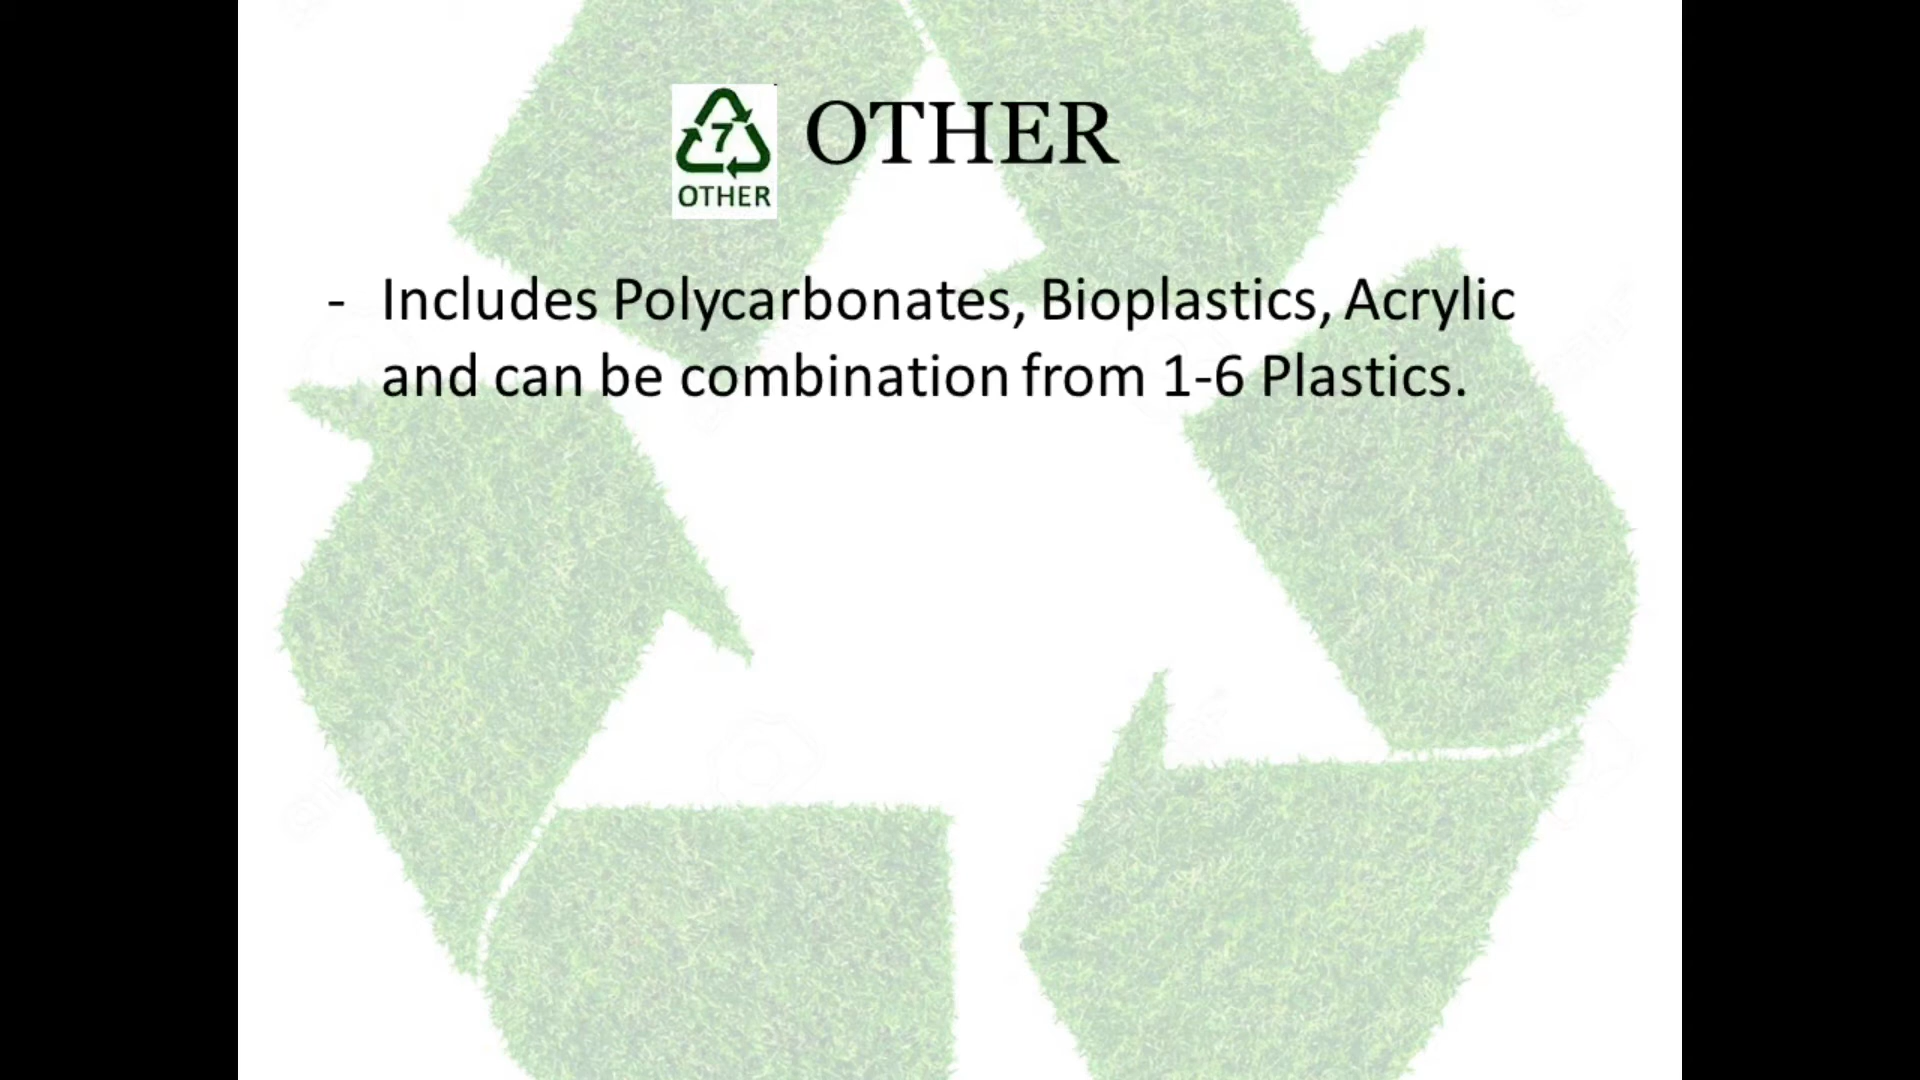 7
OTHER
OTHER
- Includes Polycarbonates, Bioplastics, Acrylic
and can be combination from 1-6 Plastics.